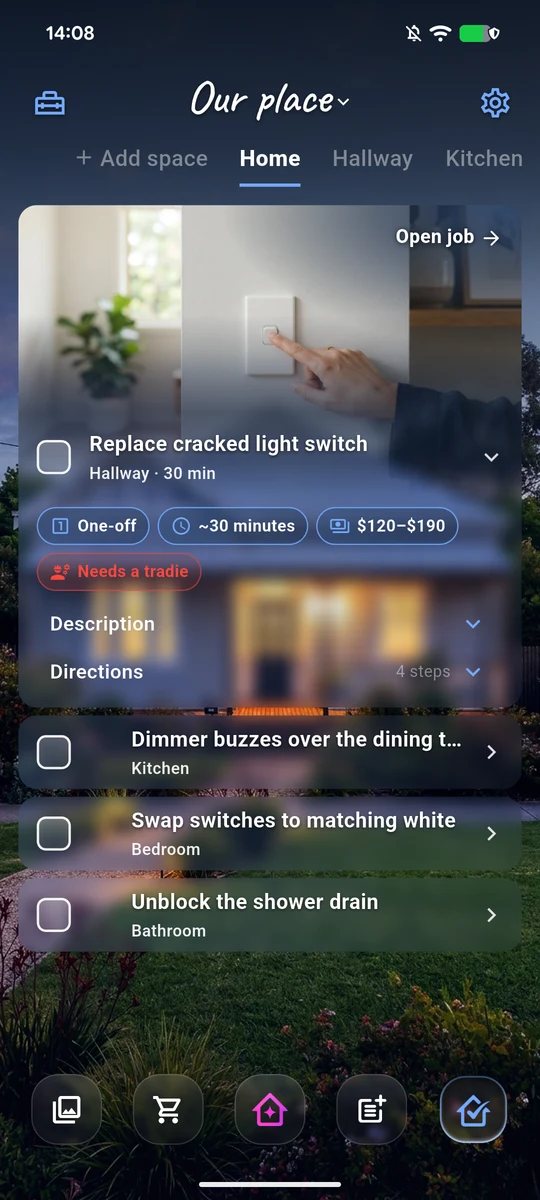 14:08
Our place
+ Add space Home Hallway Kitchen
Open job →
Replace cracked light switch
Hallway · 30 min
1 One-off ~30 minutes $120–$190
Needs a tradie
Description
Directions 4 steps
Dimmer buzzes over the dining t...
Kitchen
Swap switches to matching white
Bedroom
Unblock the shower drain
Bathroom